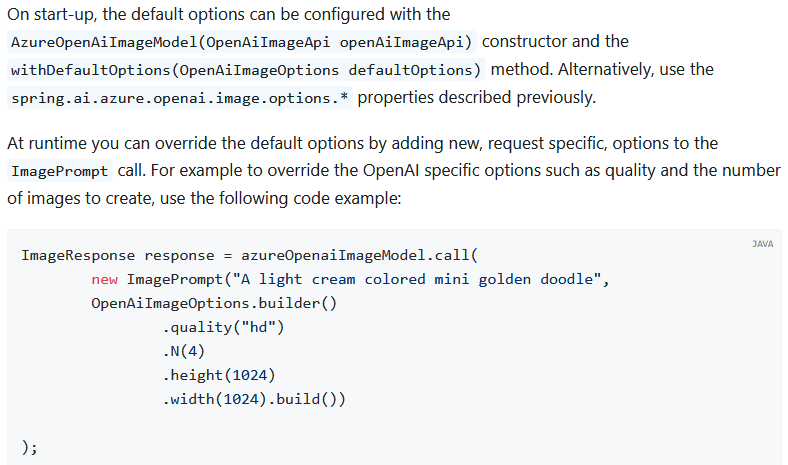 On start-up, the default options can be configured with the
AzureOpenAiImageModel(OpenAiImageApi openAiImageApi) constructor and the
withDefaultOptions(OpenAiImageOptions defaultOptions) method. Alternatively, use the
spring.ai.azure.openai.image.options.* properties described previously.
At runtime you can override the default options by adding new, request specific, options to the
ImagePrompt call. For example to override the OpenAI specific options such as quality and the number
of images to create, use the following code example:
JAVA
ImageResponse response = azureOpenaiImageModel.call(
        new ImagePrompt("A light cream colored mini golden doodle",
        OpenAiImageOptions.builder()
                .quality("hd")
                .N(4)
                .height(1024)
                .width(1024).build())
);